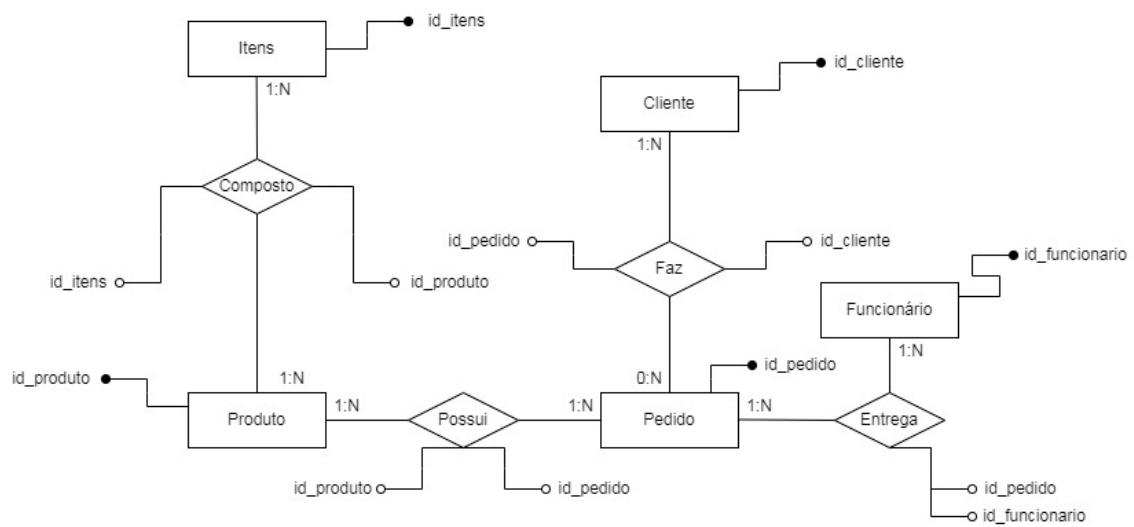 id_itens
Itens
1:N
id_cliente
Cliente
1:N
Composto
id_pedido
id_cliente
Faz
id_itens
id_produto
id_funcionario
Funcionário
1:N
id_produto
1:N
0:N
id_pedido
Produto
1:N
Possui
1:N
Pedido
1:N
Entrega
id_produto
id_pedido
id_pedido
id_funcionario